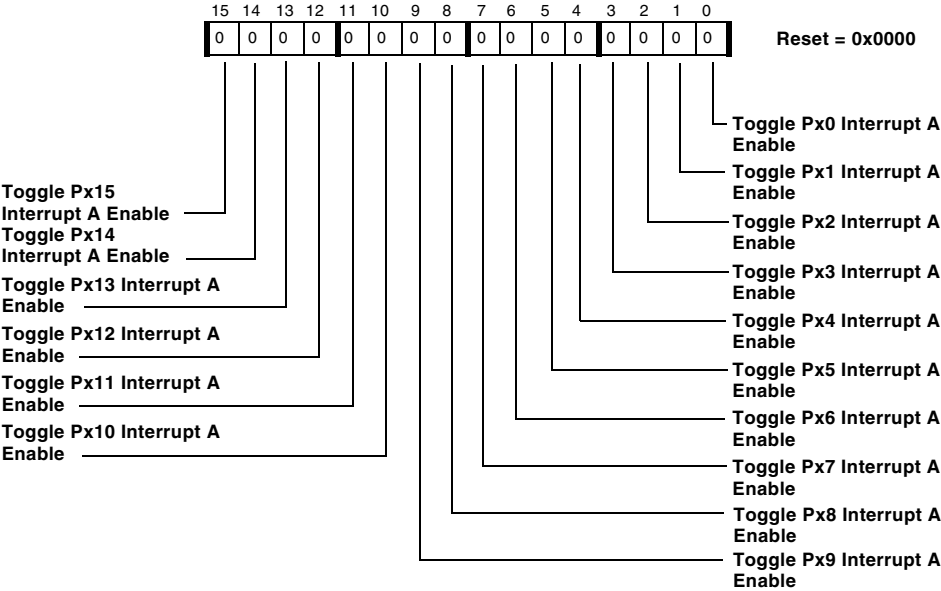 15 14 13 12 11 10 9 8 7 6 5 4 3 2 1 0
0 0 0 0 0 0 0 0 0 0 0 0 0 0 0 0
Reset = 0x0000
Toggle Px15
Interrupt A Enable
Toggle Px14
Interrupt A Enable
Toggle Px13 Interrupt A
Enable
Toggle Px12 Interrupt A
Enable
Toggle Px11 Interrupt A
Enable
Toggle Px10 Interrupt A
Enable
Toggle Px0 Interrupt A
Enable
Toggle Px1 Interrupt A
Enable
Toggle Px2 Interrupt A
Enable
Toggle Px3 Interrupt A
Enable
Toggle Px4 Interrupt A
Enable
Toggle Px5 Interrupt A
Enable
Toggle Px6 Interrupt A
Enable
Toggle Px7 Interrupt A
Enable
Toggle Px8 Interrupt A
Enable
Toggle Px9 Interrupt A
Enable